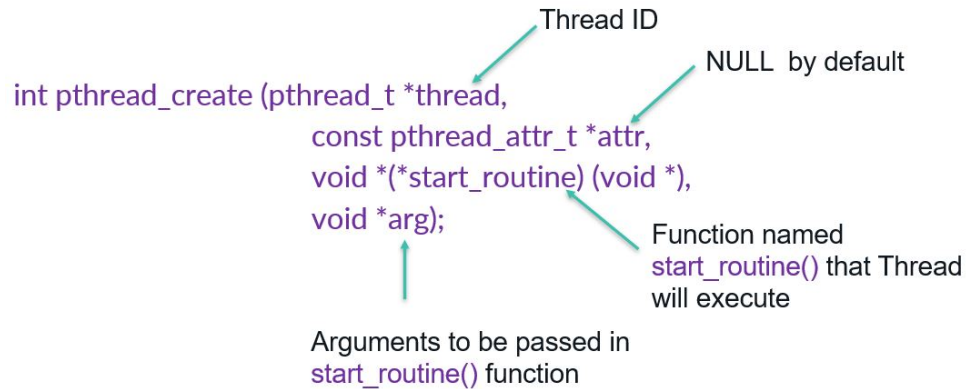 Thread ID
NULL by default
int pthread_create (pthread_t *thread,
const pthread_attr_t *attr,
void *(*start_routine) (void *),
void *arg);
Function named
start_routine() that Thread
will execute
Arguments to be passed in
start_routine() function